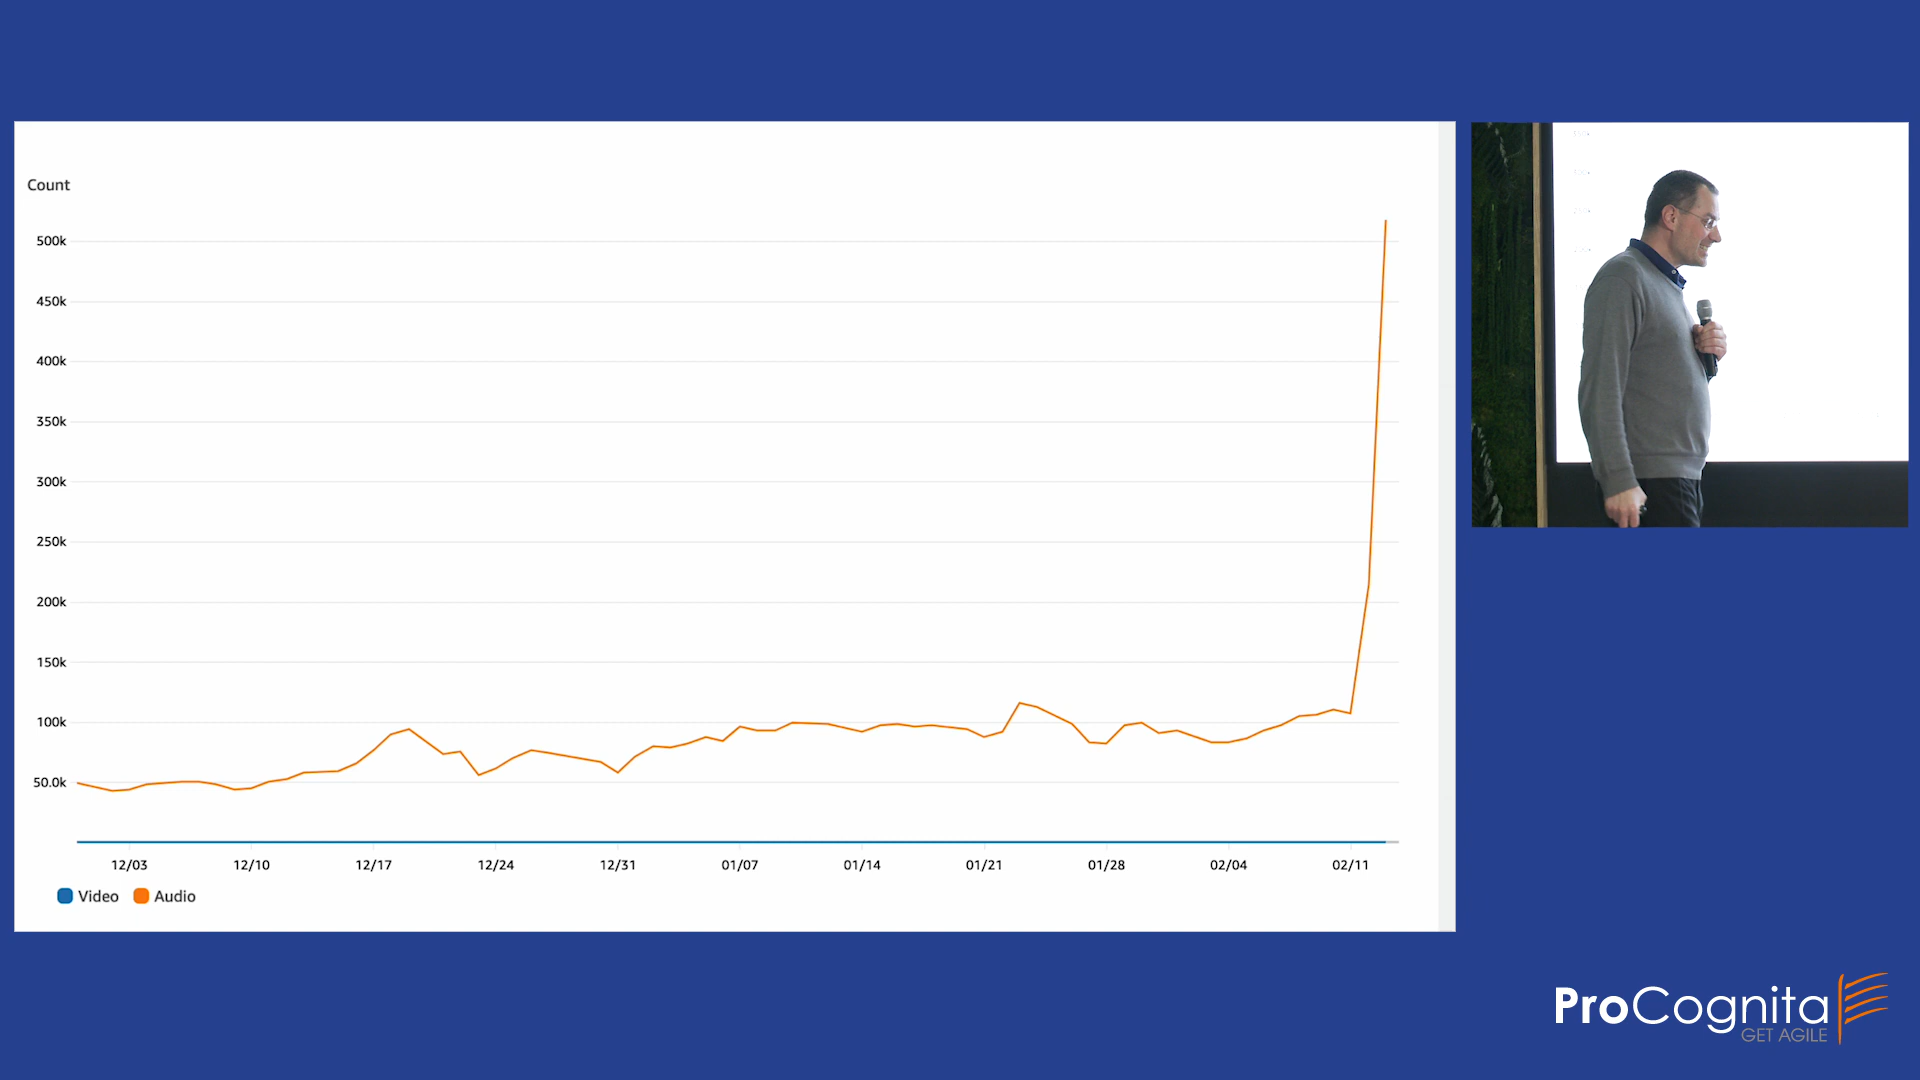 Count
500k
450k
400k
350k
300k
250k
200k
150k
100k
50.0k
12/03 12/10 12/17 12/24 12/31 01/07 01/14 01/21 01/28 02/04 02/11
Video Audio
ProCognita
GET AGILE